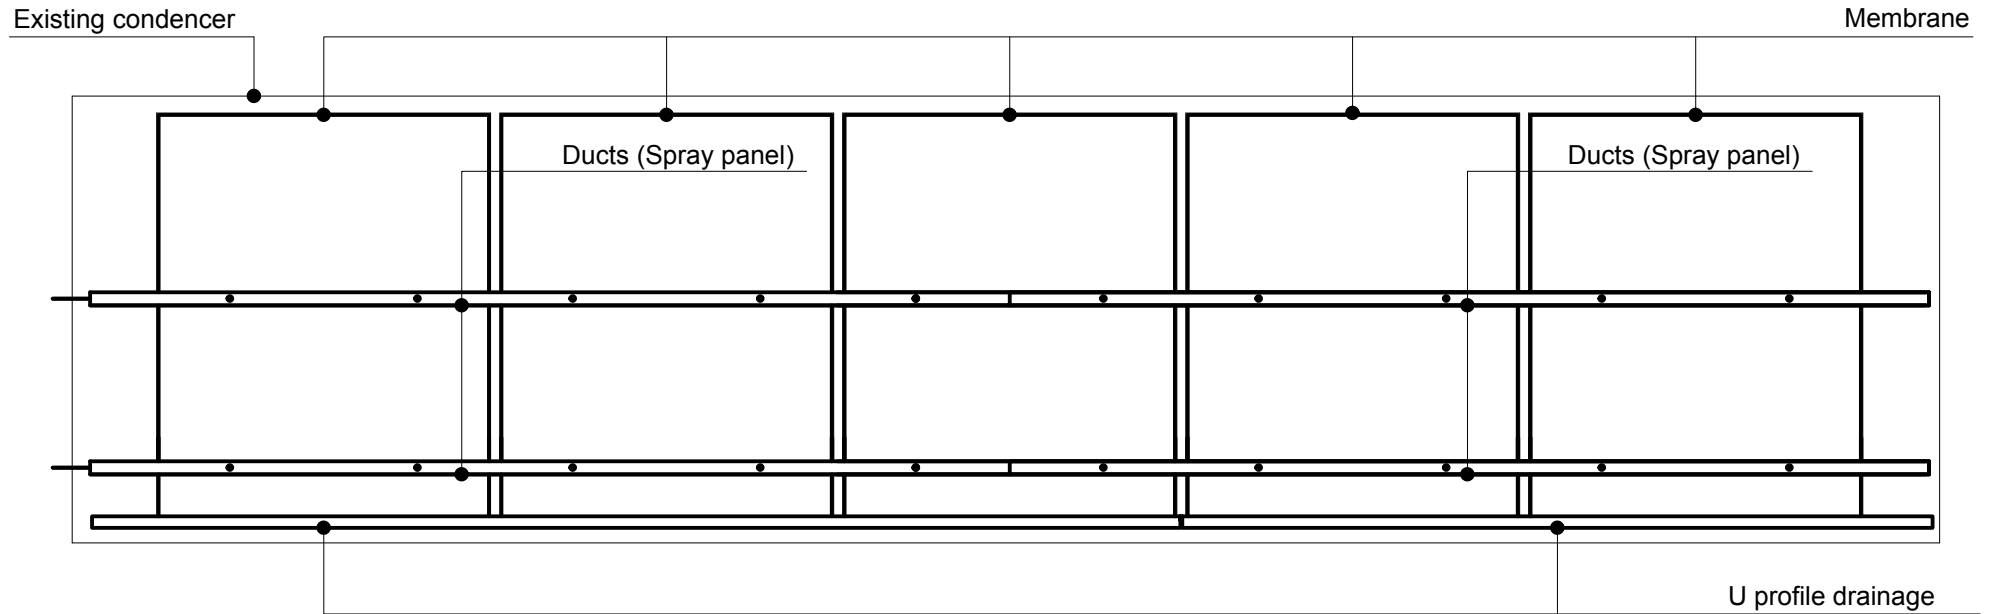 Existing condencer
Membrane
Ducts (Spray panel)
Ducts (Spray panel)
U profile drainage